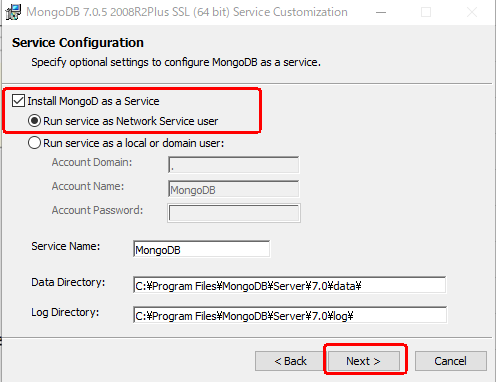 MongoDB 7.0.5 2008R2Plus SSL (64 bit) Service Customization
Service Configuration
Specify optional settings to configure MongoDB as a service.
Install MongoD as a Service
Run service as Network Service user
Run service as a local or domain user:
Account Domain: .
Account Name: MongoDB
Account Password:
Service Name: MongoDB
Data Directory: C:¥Program Files¥MongoDB¥Server¥7.0¥data¥
Log Directory: C:¥Program Files¥MongoDB¥Server¥7.0¥log¥
< Back Next > Cancel